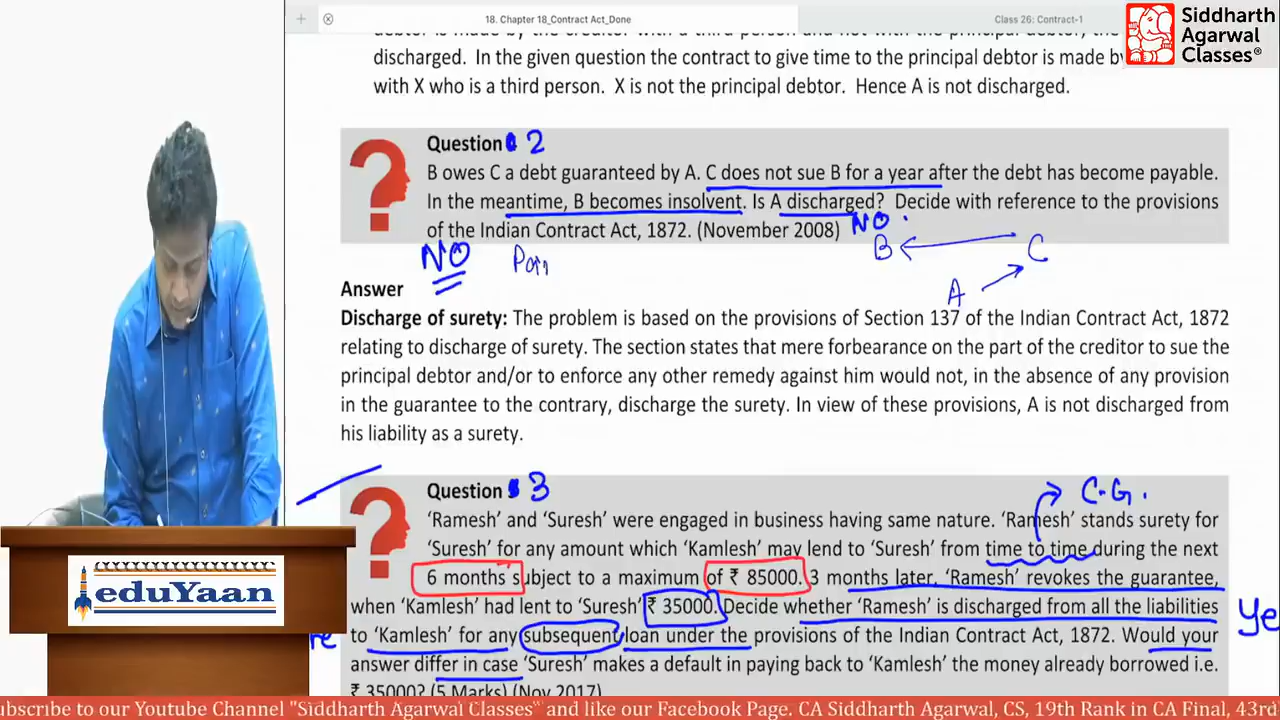 18. Chapter 18_Contract Act_Done
Class 26: Contract-1
Siddharth
Agarwal
Classes®
discharged. In the given question the contract to give time to the principal debtor is made by
with X who is a third person. X is not the principal debtor. Hence A is not discharged.
Question 2
B owes C a debt guaranteed by A. C does not sue B for a year after the debt has become payable.
In the meantime, B becomes insolvent. Is A discharged? Decide with reference to the provisions
of the Indian Contract Act, 1872. (November 2008) NO.
NO
B C
A
Answer
Discharge of surety: The problem is based on the provisions of Section 137 of the Indian Contract Act, 1872
relating to discharge of surety. The section states that mere forbearance on the part of the creditor to sue the
principal debtor and/or to enforce any other remedy against him would not, in the absence of any provision
in the guarantee to the contrary, discharge the surety. In view of these provisions, A is not discharged from
his liability as a surety.
Question 3
C.G.
'Ramesh' and 'Suresh' were engaged in business having same nature. 'Ramesh' stands surety for
'Suresh' for any amount which 'Kamlesh' may lend to 'Suresh' from time to time during the next
6 months subject to a maximum of ₹ 85000. 3 months later, 'Ramesh' revokes the guarantee,
when 'Kamlesh' had lent to 'Suresh' ₹ 35000. Decide whether 'Ramesh' is discharged from all the liabilities
to 'Kamlesh' for any subsequent loan under the provisions of the Indian Contract Act, 1872. Would your
answer differ in case 'Suresh' makes a default in paying back to 'Kamlesh' the money already borrowed i.e.
₹ 35000? (5 Marks) (Nov 2017)
eduYaan
ubscribe to our Youtube Channel "Siddharth Agarwal Classes" and like our Facebook Page. CA Siddharth Agarwal, CS, 19th Rank in CA Final, 43rd